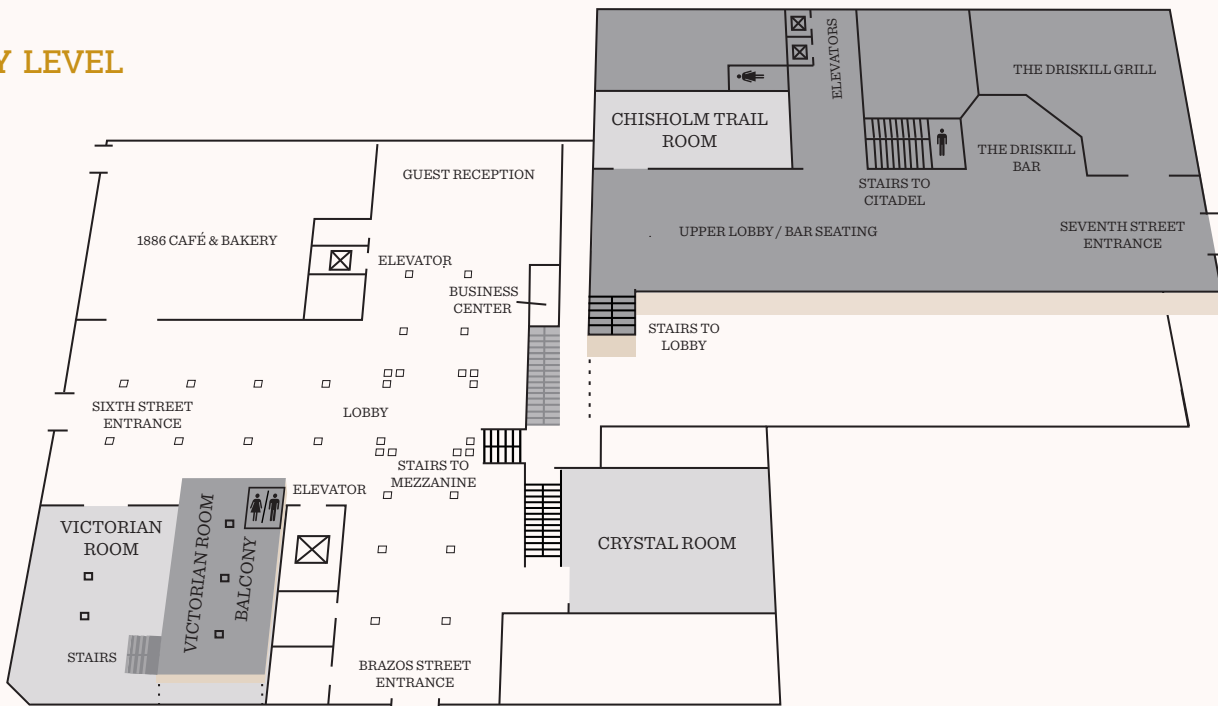 Y LEVEL
ELEVATORS
THE DRISKILL GRILL
CHISHOLM TRAIL
ROOM
THE DRISKILL
BAR
STAIRS TO
CITADEL
GUEST RECEPTION
1886 CAFÉ & BAKERY
UPPER LOBBY / BAR SEATING
SEVENTH STREET
ENTRANCE
ELEVATOR
BUSINESS
CENTER
STAIRS TO
LOBBY
SIXTH STREET
ENTRANCE
LOBBY
STAIRS TO
MEZZANINE
ELEVATOR
VICTORIAN
ROOM
VICTORIAN ROOM
BALCONY
CRYSTAL ROOM
STAIRS
BRAZOS STREET
ENTRANCE